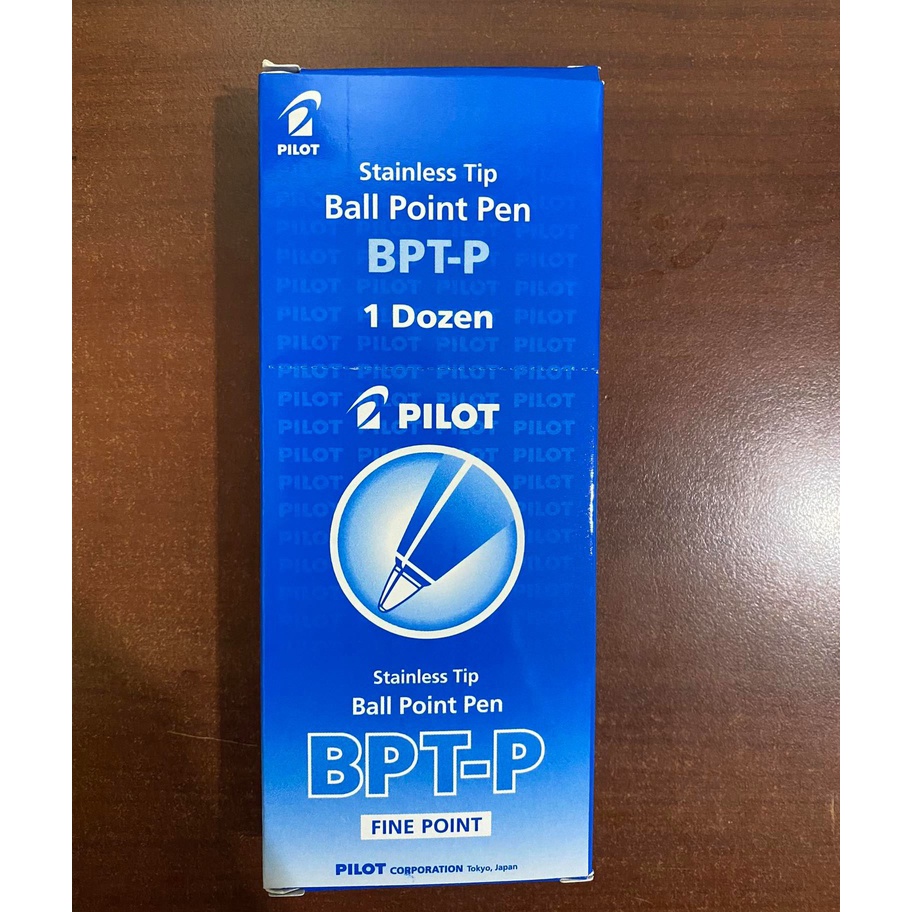 PILOT
Stainless Tip
Ball Point Pen
BPT-P
1 Dozen
PILOT
Stainless Tip
Ball Point Pen
BPT-P
FINE POINT
PILOT CORPORATION Tokyo, Japan